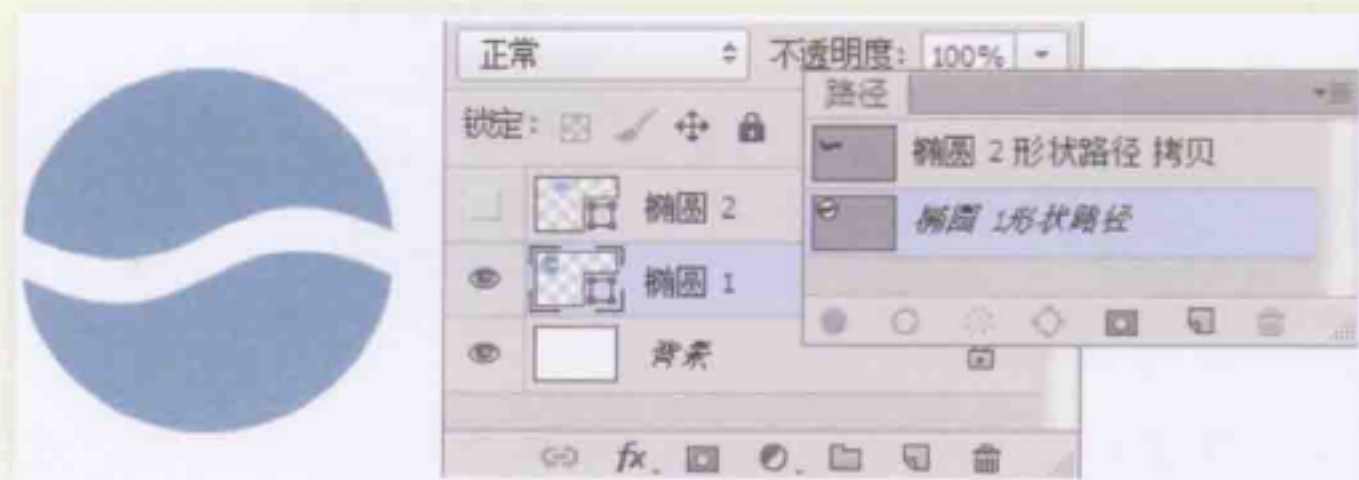 正常 不透明度: 100%
路径
锁定:
椭圆 2 形状路径 拷贝
椭圆 2
椭圆 1形状路径
椭圆 1
背景
fx